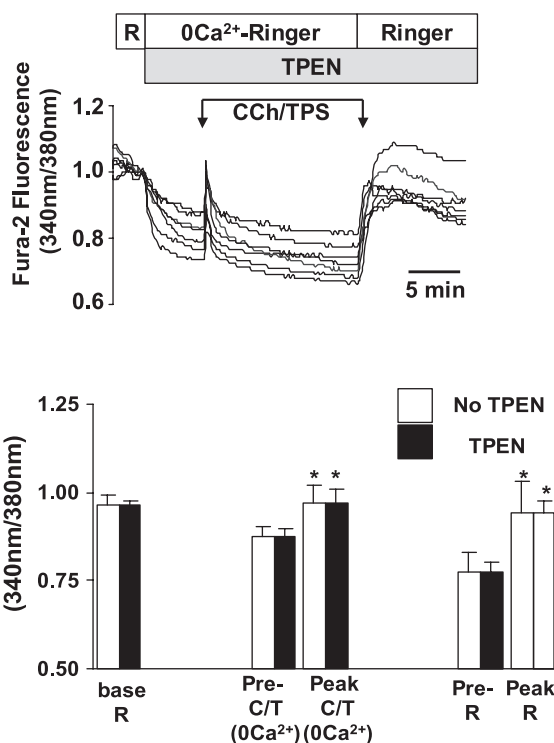 R 0Ca²⁺-Ringer Ringer
TPEN
CCh/TPS
Fura-2 Fluorescence
(340nm/380nm)
1.2
1.0
0.8
0.6
5 min
(340nm/380nm)
1.25
1.00
0.75
0.50
No TPEN
TPEN
* * * *
base
R
Pre-
C/T
(0Ca²⁺)
Peak
C/T
(0Ca²⁺)
Pre-
R
Peak
R